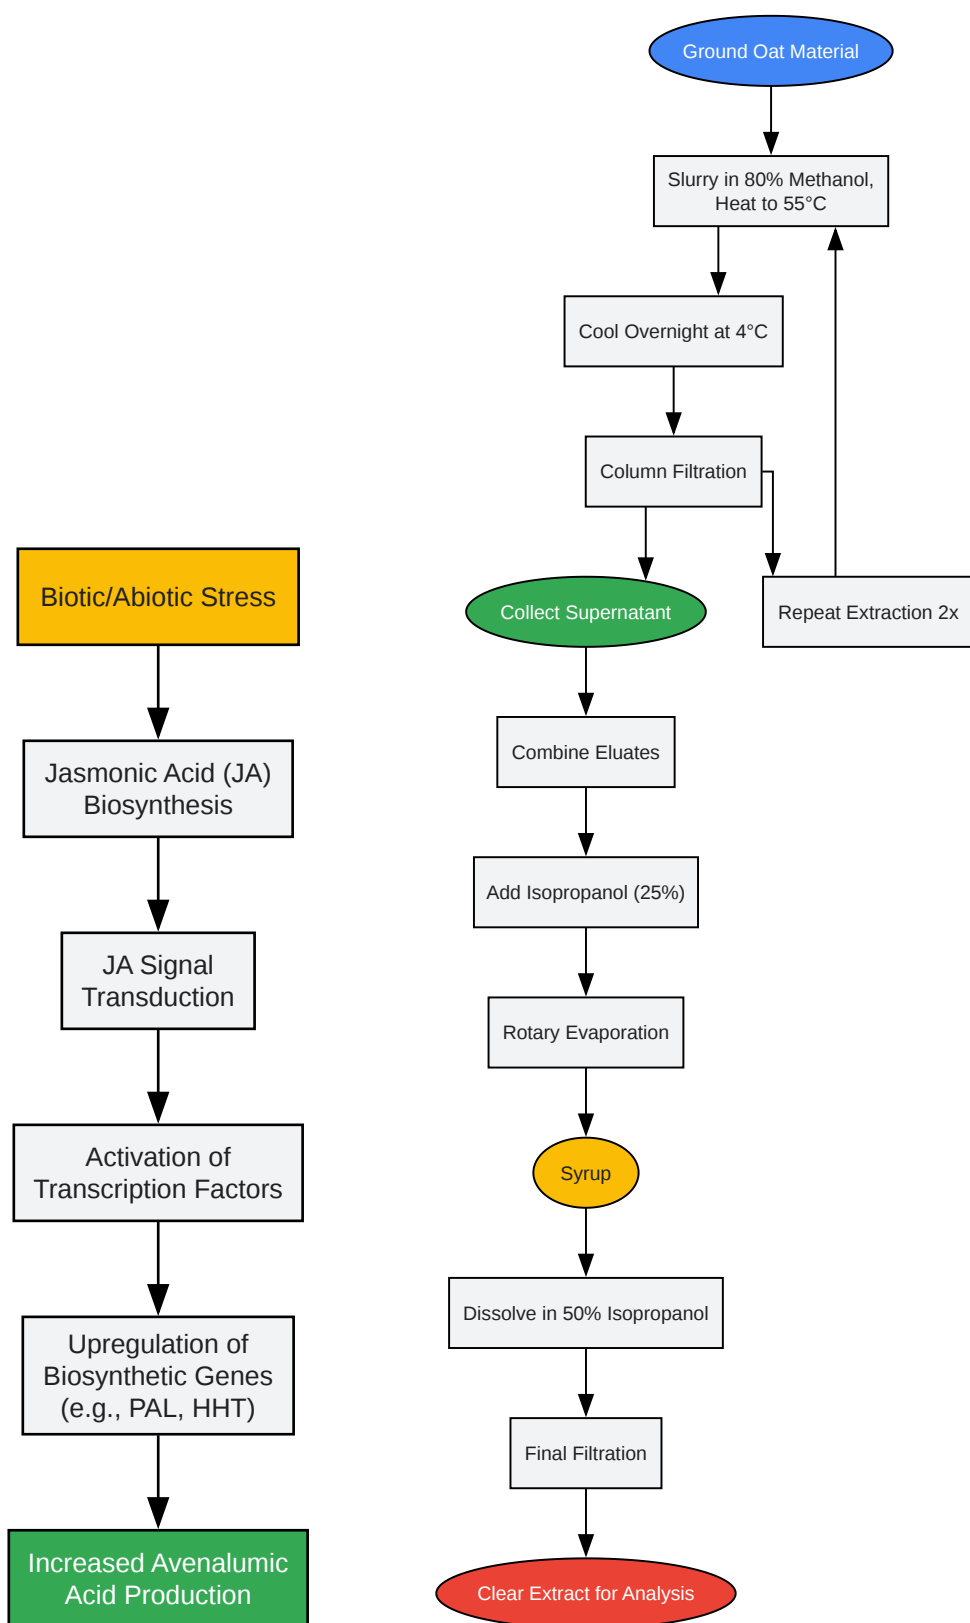 Biotic/Abiotic Stress
Jasmonic Acid (JA)
Biosynthesis
JA Signal
Transduction
Activation of
Transcription Factors
Upregulation of
Biosynthetic Genes
(e.g., PAL, HHT)
Increased Avenalumic
Acid Production
Ground Oat Material
Slurry in 80% Methanol,
Heat to 55°C
Cool Overnight at 4°C
Column Filtration
Collect Supernatant
Repeat Extraction 2x
Combine Eluates
Add Isopropanol (25%)
Rotary Evaporation
Syrup
Dissolve in 50% Isopropanol
Final Filtration
Clear Extract for Analysis